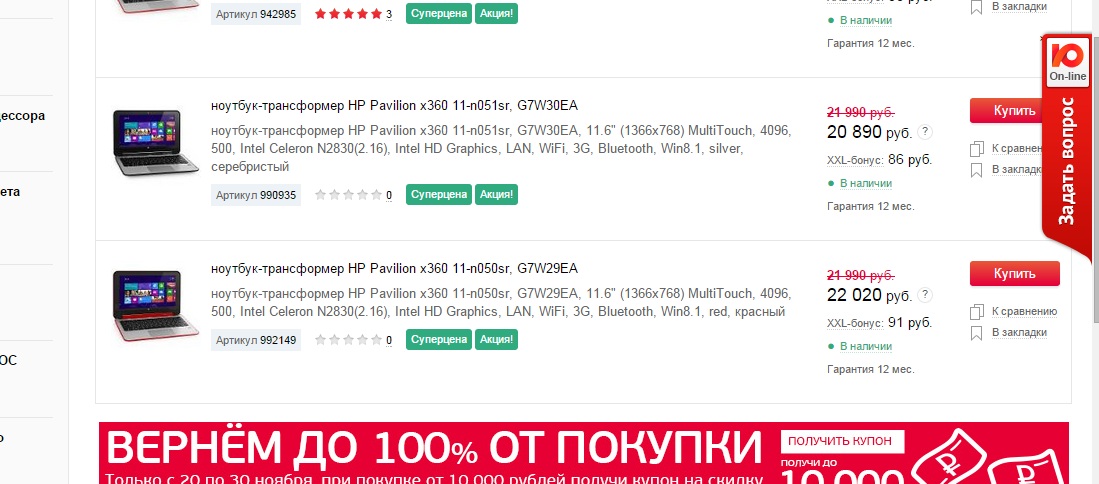 Артикул 942985
3
Суперцена
Акция!
В наличии
Гарантия 12 мес.
В закладки
ноутбук-трансформер HP Pavilion x360 11-n051sr, G7W30EA
ноутбук-трансформер HP Pavilion x360 11-n051sr, G7W30EA, 11.6" (1366x768) MultiTouch, 4096,
500, Intel Celeron N2830(2.16), Intel HD Graphics, LAN, WiFi, 3G, Bluetooth, Win8.1, silver,
серебристый
Артикул 990935
0
Суперцена
Акция!
21 990 руб.
20 890 руб. ?
XXL-бонус: 86 руб.
В наличии
Гарантия 12 мес.
Купить
К сравнен
В закладк
Ю
On-line
Задать вопрос
ноутбук-трансформер HP Pavilion x360 11-n050sr, G7W29EA
ноутбук-трансформер HP Pavilion x360 11-n050sr, G7W29EA, 11.6" (1366x768) MultiTouch, 4096,
500, Intel Celeron N2830(2.16), Intel HD Graphics, LAN, WiFi, 3G, Bluetooth, Win8.1, red, красный
Артикул 992149
0
Суперцена
Акция!
21 990 руб.
22 020 руб. ?
XXL-бонус: 91 руб.
В наличии
Гарантия 12 мес.
Купить
К сравнению
В закладки
цессора
ета
ОС
о
ВЕРНЁМ ДО 100% ОТ ПОКУПКИ
Только с 20 по 30 ноября, при покупке от 10 000 рублей получи купон на скидку
ПОЛУЧИТЬ КУПОН
ПОЛУЧИ ДО
10 000